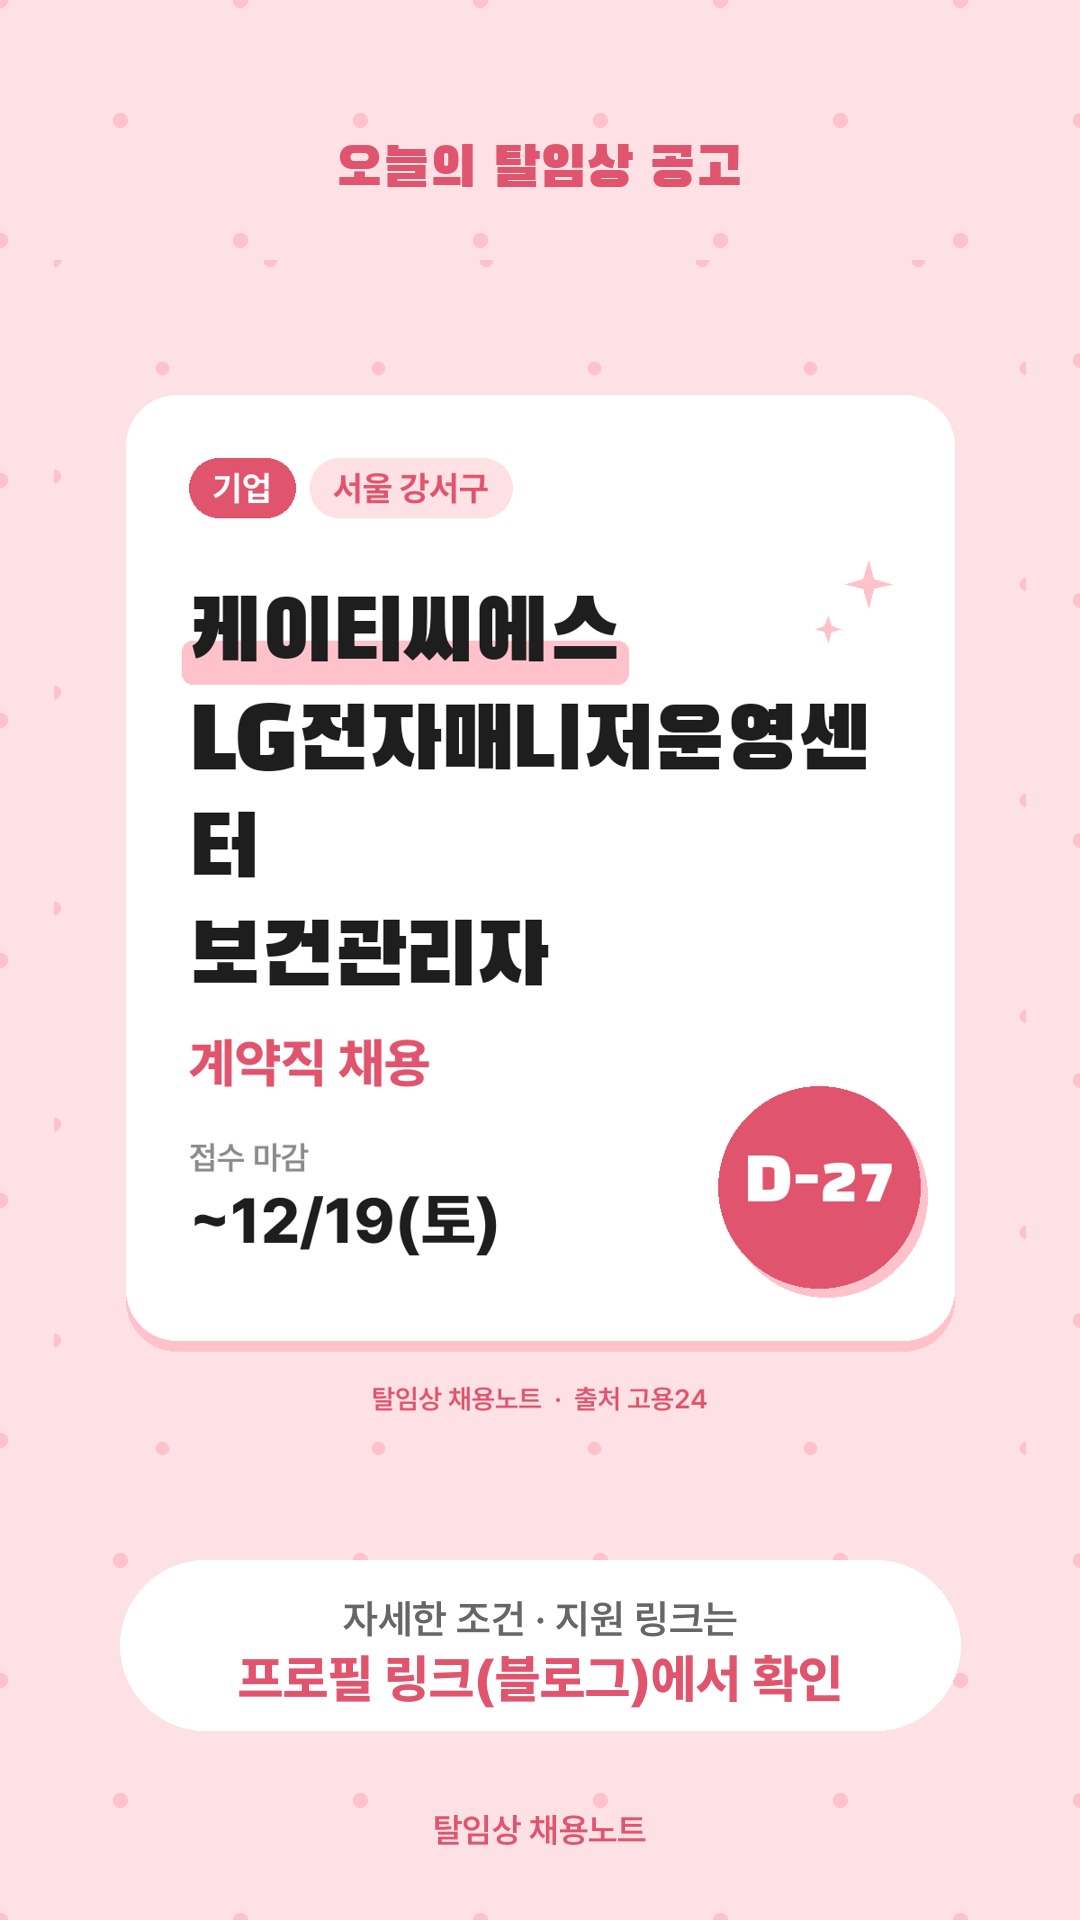 오늘의 탈임상 공고
기업
서울 강서구
케이티씨에스
LG전자매니저운영센
터
보건관리자
계약직 채용
접수 마감
~12/19(토)
D-27
탈임상 채용노트 · 출처 고용24
자세한 조건 · 지원 링크는
프로필 링크(블로그)에서 확인
탈임상 채용노트